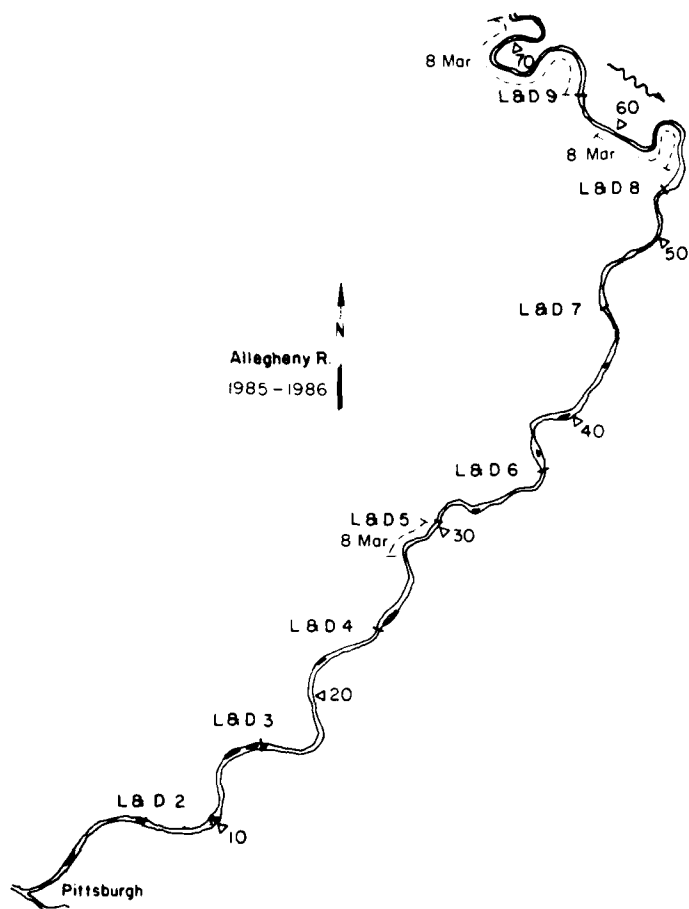 70
8 Mar
L&D 9
60
8 Mar
L&D 8
50
L&D 7
N
Allegheny R.
1985-1986
40
L&D 6
L&D 5
30
8 Mar
L&D 4
20
L&D 3
L&D 2
10
Pittsburgh